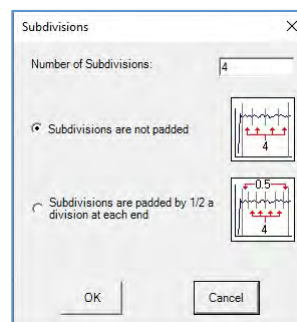 Subdivisions
Number of Subdivisions: 4
Subdivisions are not padded
4
0.5
Subdivisions are padded by 1/2 a
division at each end
4
OK Cancel